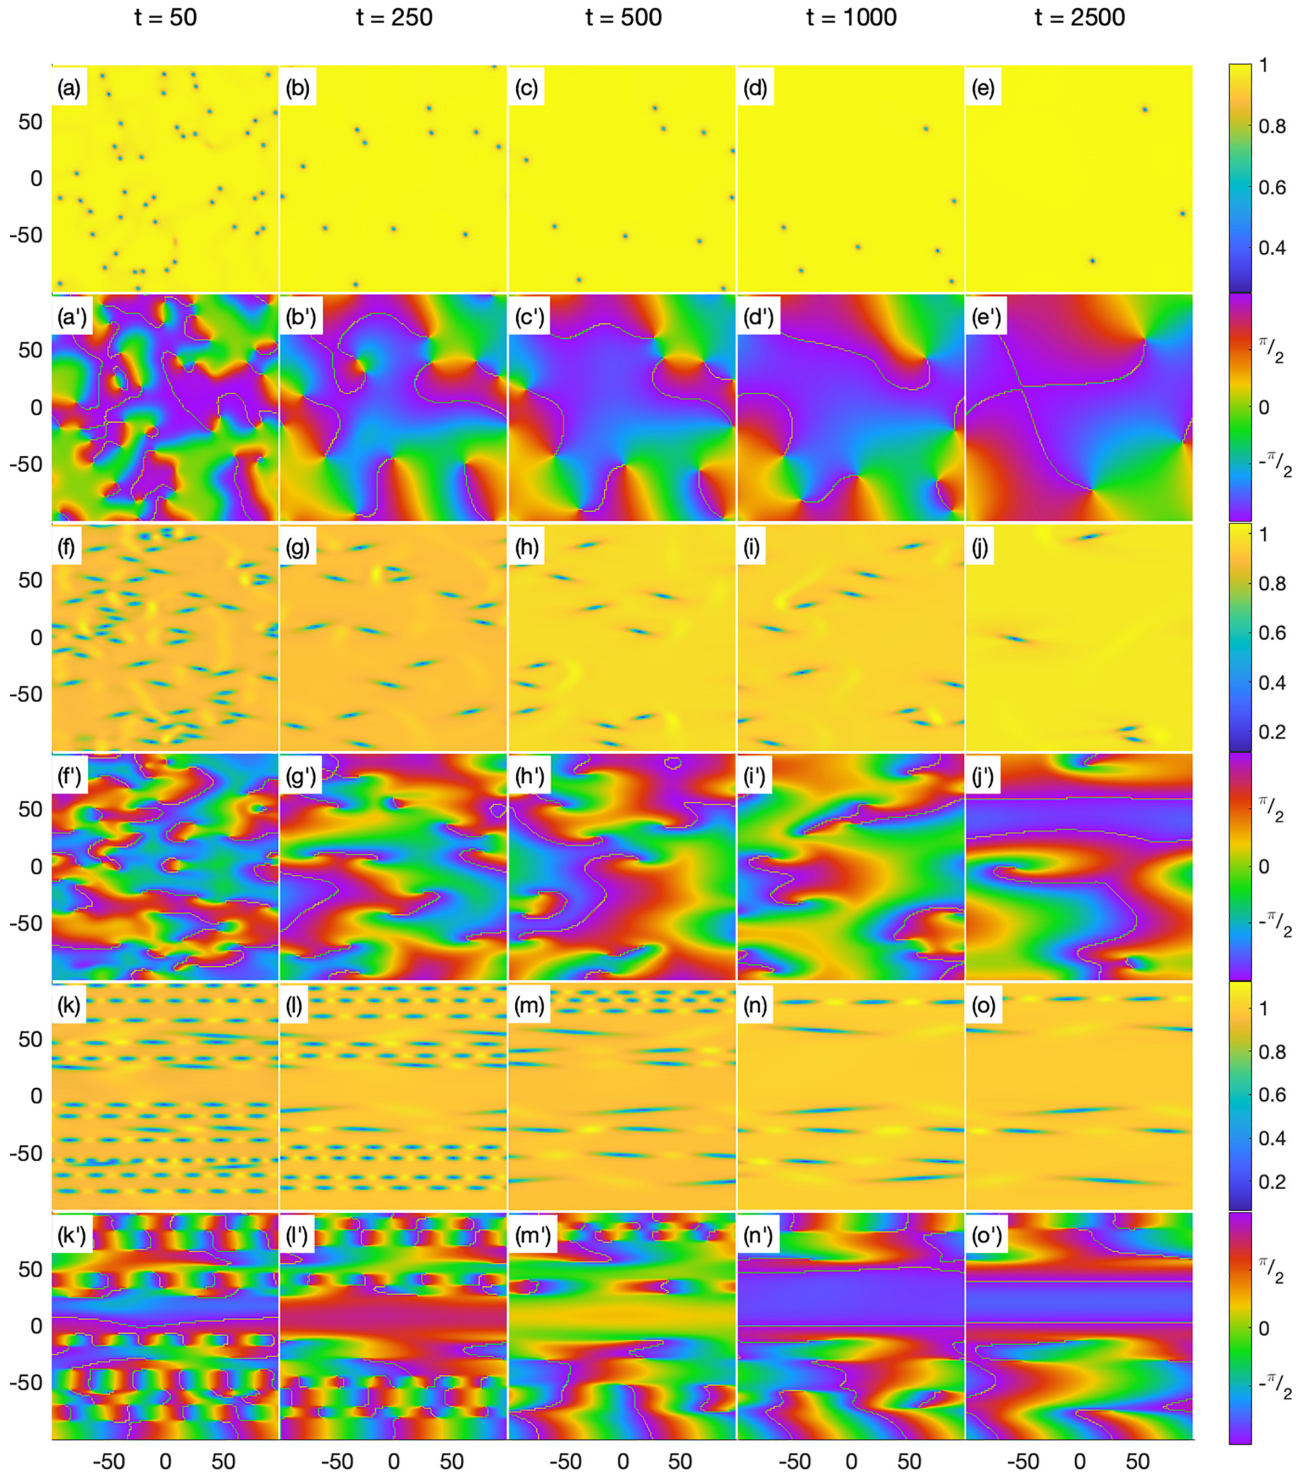 t = 50 t = 250 t = 500 t = 1000 t = 2500
(a) (b) (c) (d) (e) 1
50 0.8
0 0.6
-50 0.4
(a') (b') (c') (d') (e')
50 π/2
0 0
-50 -π/2
(f) (g) (h) (i) (j) 1
50 0.8
0 0.6
-50 0.4
0.2
(f') (g') (h') (i') (j')
50 π/2
0 0
-50 -π/2
(k) (l) (m) (n) (o) 1
50 0.8
0 0.6
-50 0.4
0.2
(k') (l') (m') (n') (o')
50 π/2
0 0
-50 -π/2
-50 0 50 -50 0 50 -50 0 50 -50 0 50 -50 0 50